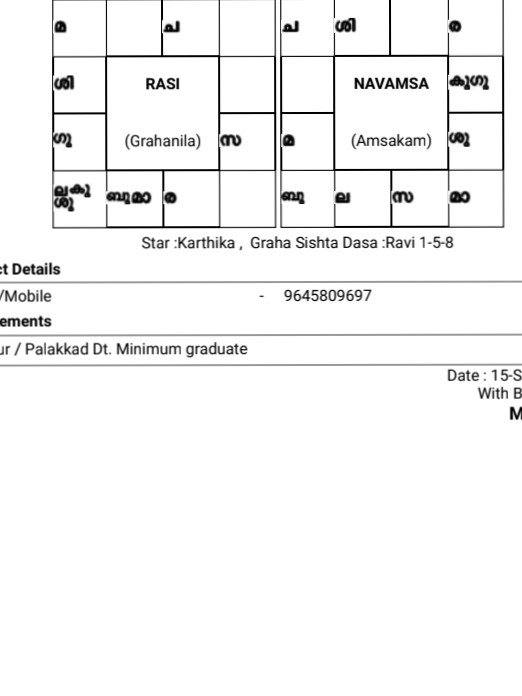 മ ച ച ശി ര
ശി RASI NAVAMSA കുഗു
ഗു (Grahanila) സ മ (Amsakam) ശു
ലകു ബുമാ ര ബു ല സ മാ
ശു
Star :Karthika , Graha Sishta Dasa :Ravi 1-5-8
ct Details
/Mobile - 9645809697
ements
ur / Palakkad Dt. Minimum graduate
Date : 15-S
With B
M